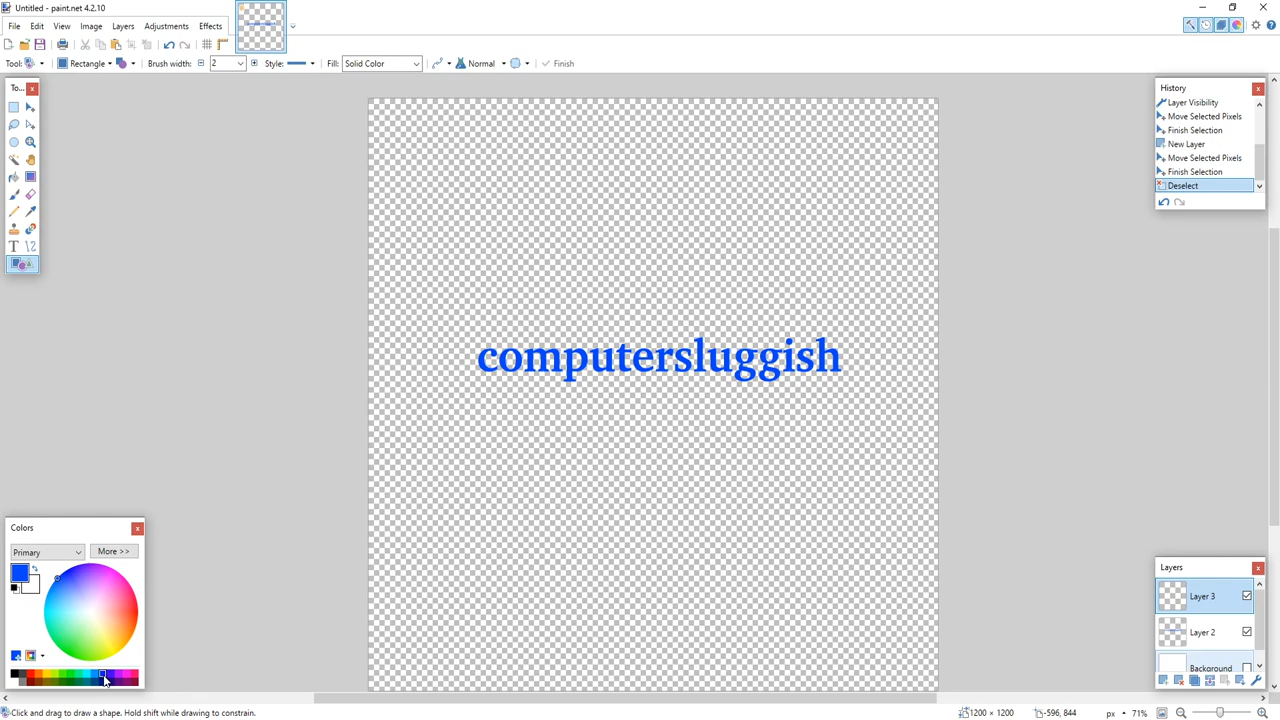 Untitled - paint.net 4.2.10
File Edit View Image Layers Adjustments Effects
Tool: Rectangle Brush width: 2 Style: Fill: Solid Color Normal Finish
To...
History
Layer Visibility
Move Selected Pixels
Finish Selection
New Layer
Move Selected Pixels
Finish Selection
Deselect
computersluggish
Colors
Primary More >>
Layers
Layer 3
Layer 2
Background
Click and drag to draw a shape. Hold shift while drawing to constrain. 1200 × 1200 -596, 844 px 71%